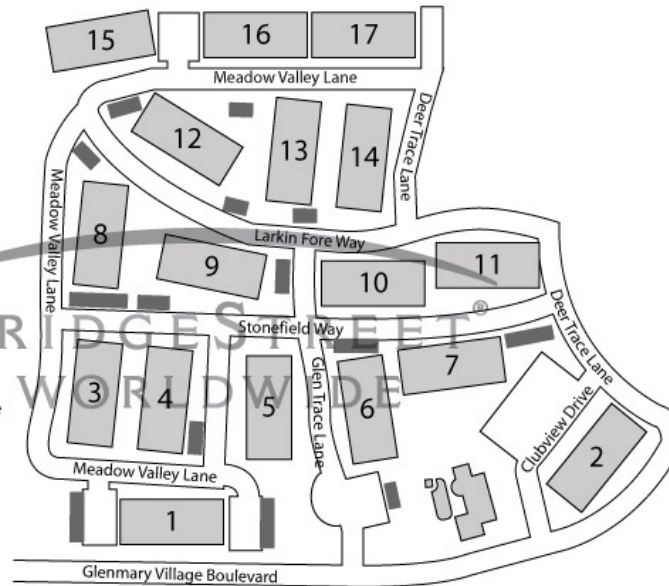 15
16
17
Meadow Valley Lane
Deer Trace Lane
12
13
14
Meadow Valley Lane
8
Larkin Fore Way
9
10
11
RIDGESTREET®
WORLDWIDE
Stonefield Way
Deer Trace Lane
3
4
5
Glen Trace Lane
6
7
Clubview Drive
2
Meadow Valley Lane
1
Glenmary Village Boulevard